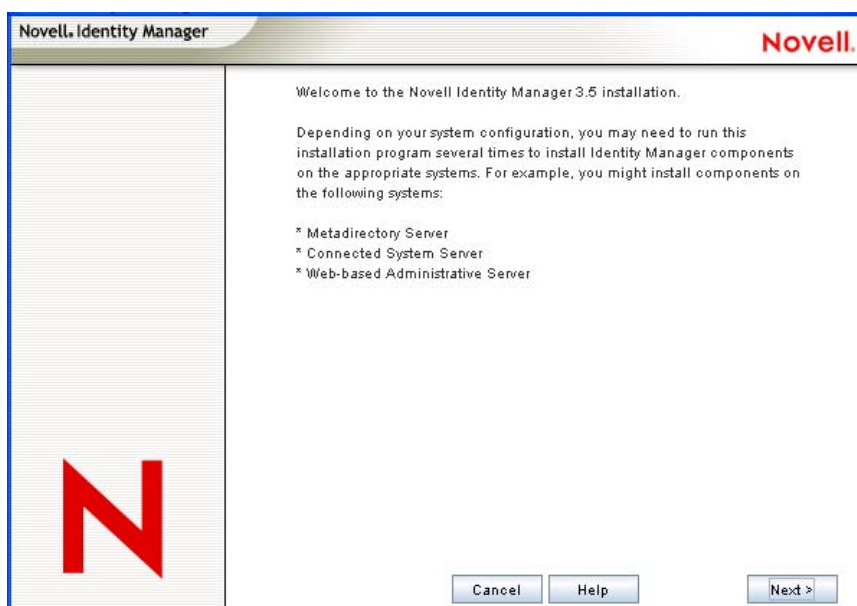 Novell. Identity Manager
Novell.
Welcome to the Novell Identity Manager 3.5 installation.
Depending on your system configuration, you may need to run this
installation program several times to install Identity Manager components
on the appropriate systems. For example, you might install components on
the following systems:
* Metadirectory Server
* Connected System Server
* Web-based Administrative Server
N
Cancel Help Next >